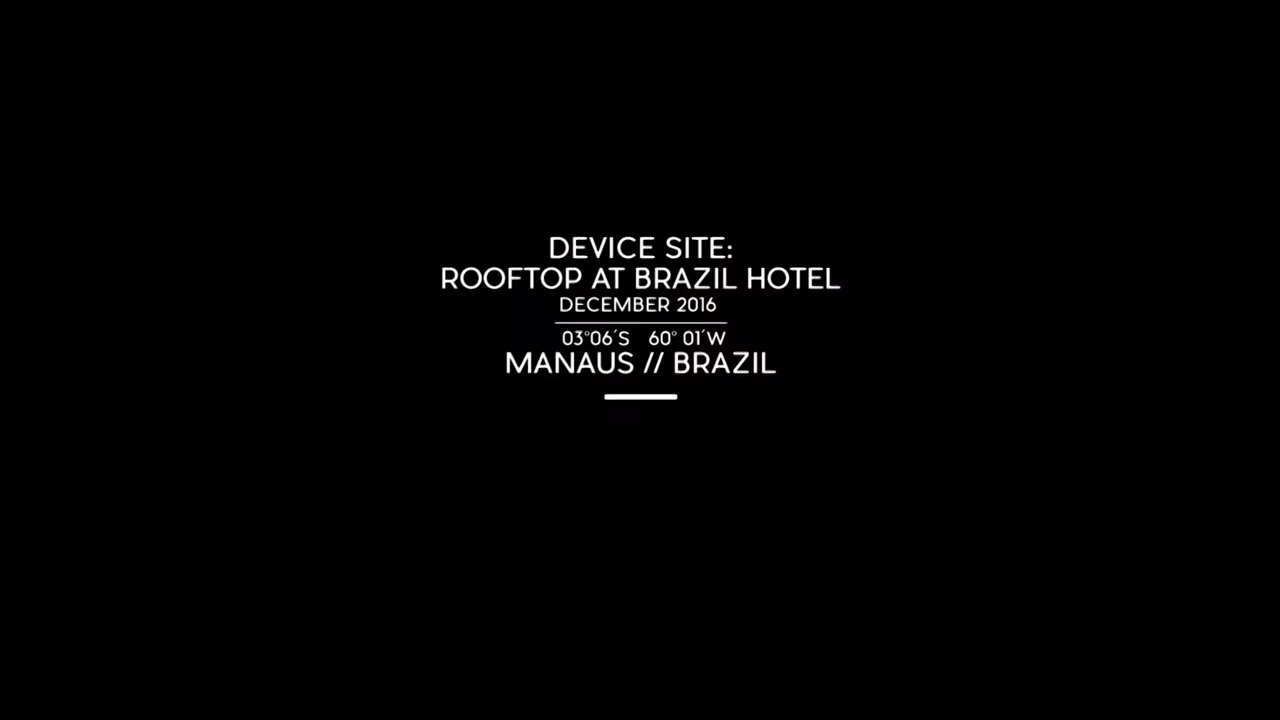 DEVICE SITE:
ROOFTOP AT BRAZIL HOTEL
DECEMBER 2016
03°06´S 60° 01´W
MANAUS // BRAZIL